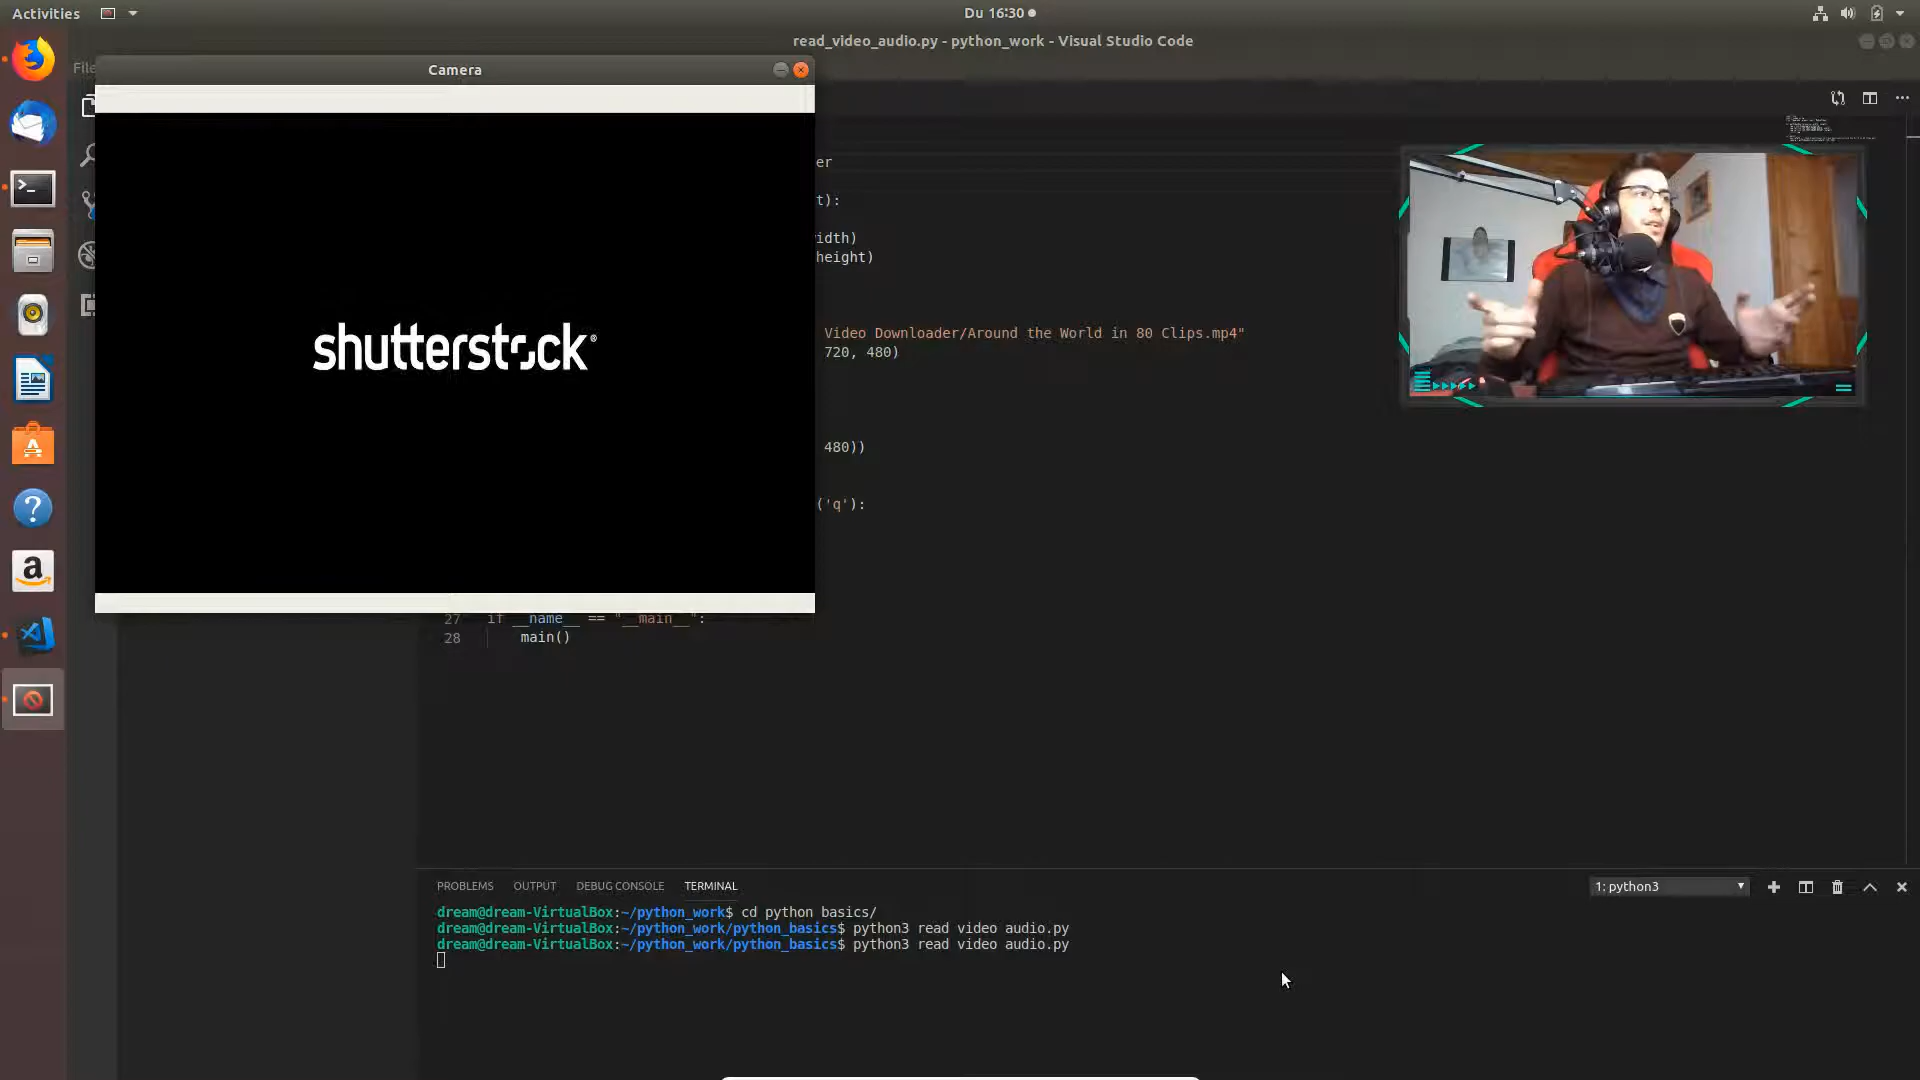 Activities
Du 16:30
read_video_audio.py - python_work - Visual Studio Code
File
Camera
er
t):
idth)
height)
Video Downloader/Around the World in 80 Clips.mp4"
720, 480)
480))
('q'):
shutterstock
27 if __name__ == "__main__":
28 main()
PROBLEMS OUTPUT DEBUG CONSOLE TERMINAL 1: python3
dream@dream-VirtualBox:~/python_work$ cd python basics/
dream@dream-VirtualBox:~/python_work/python_basics$ python3 read video audio.py
dream@dream-VirtualBox:~/python_work/python_basics$ python3 read video audio.py